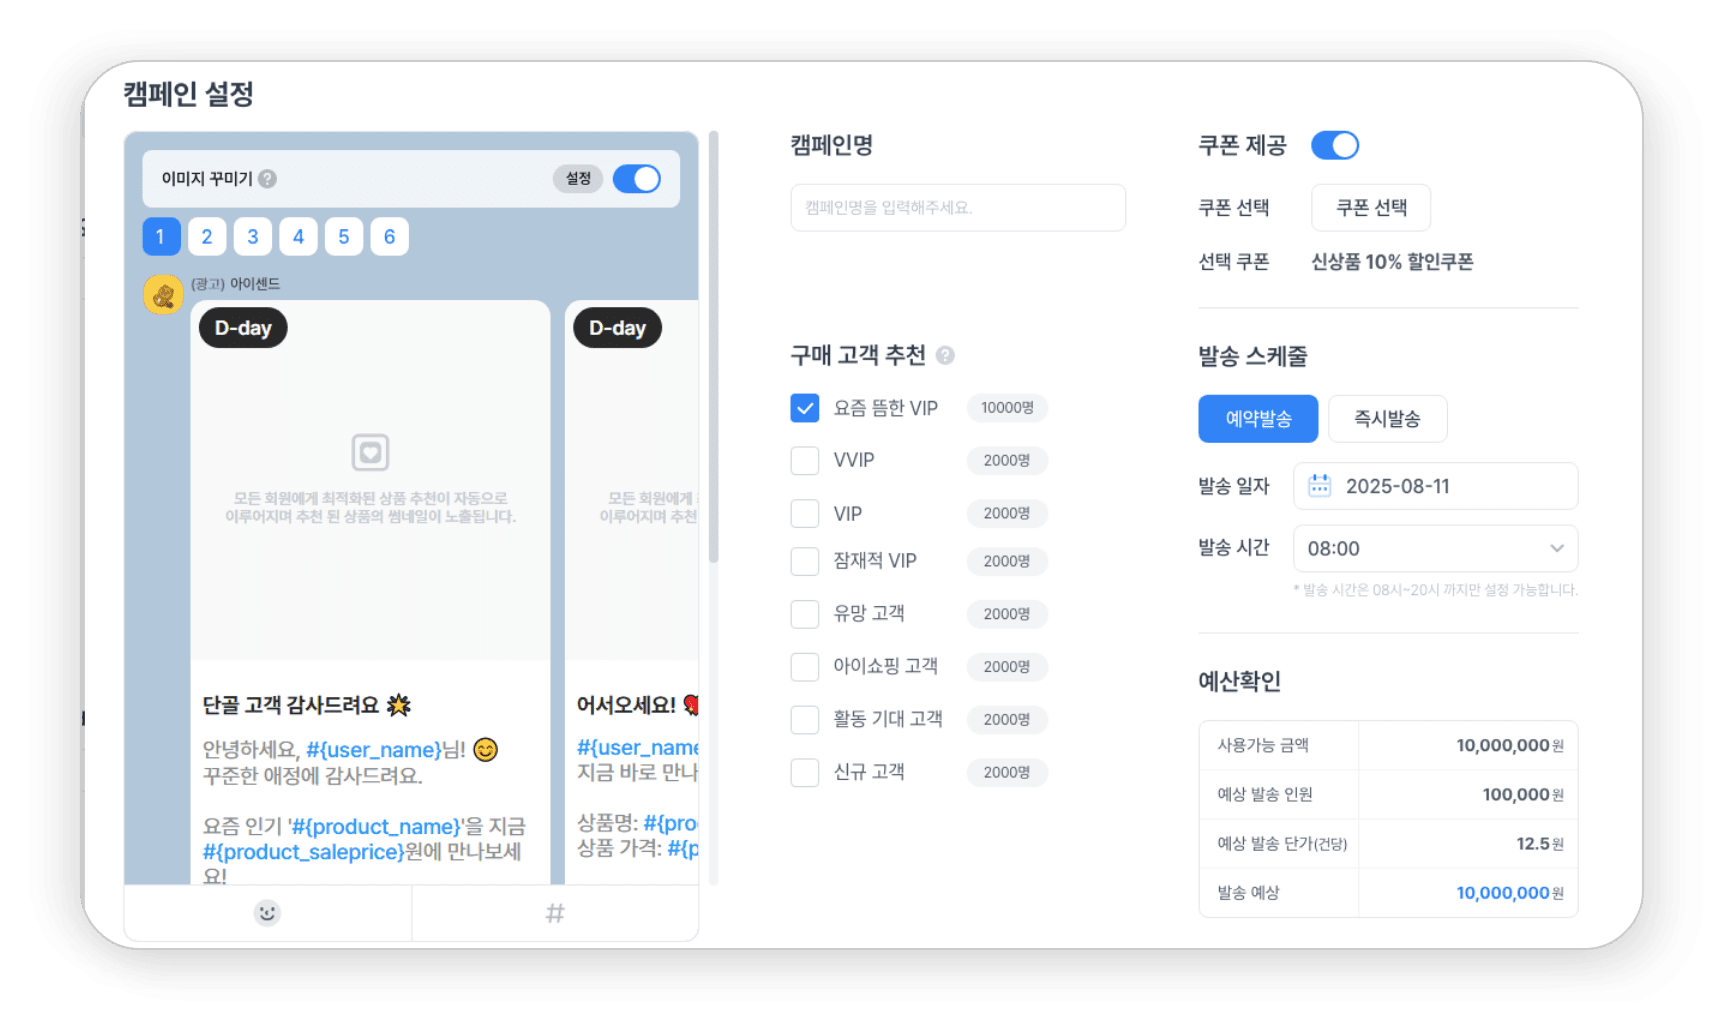 캠페인 설정
이미지 꾸미기 ?
설정
1 2 3 4 5 6
(광고) 아이센드
D-day
모든 회원에게 최적화된 상품 추천이 자동으로
이루어지며 추천 된 상품의 썸네일이 노출됩니다.
단골 고객 감사드려요 🌟
안녕하세요, #{user_name}님! 😊
꾸준한 애정에 감사드려요.
요즘 인기 '#{product_name}'을 지금
#{product_saleprice}원에 만나보세
요!
D-day
모든 회원에게
이루어지며 추천
어서오세요!
#{user_name
지금 바로 만나
상품명: #{pro
상품 가격: #{p
#
캠페인명
캠페인명을 입력해주세요.
구매 고객 추천 ?
요즘 뜸한 VIP 10000명
VVIP 2000명
VIP 2000명
잠재적 VIP 2000명
유망 고객 2000명
아이쇼핑 고객 2000명
활동 기대 고객 2000명
신규 고객 2000명
쿠폰 제공
쿠폰 선택 쿠폰 선택
선택 쿠폰 신상품 10% 할인쿠폰
발송 스케줄
예약발송 즉시발송
발송 일자 2025-08-11
발송 시간 08:00
* 발송 시간은 08시~20시 까지만 설정 가능합니다.
예산확인
사용가능 금액 10,000,000원
예상 발송 인원 100,000원
예상 발송 단가(건당) 12.5원
발송 예상 10,000,000원